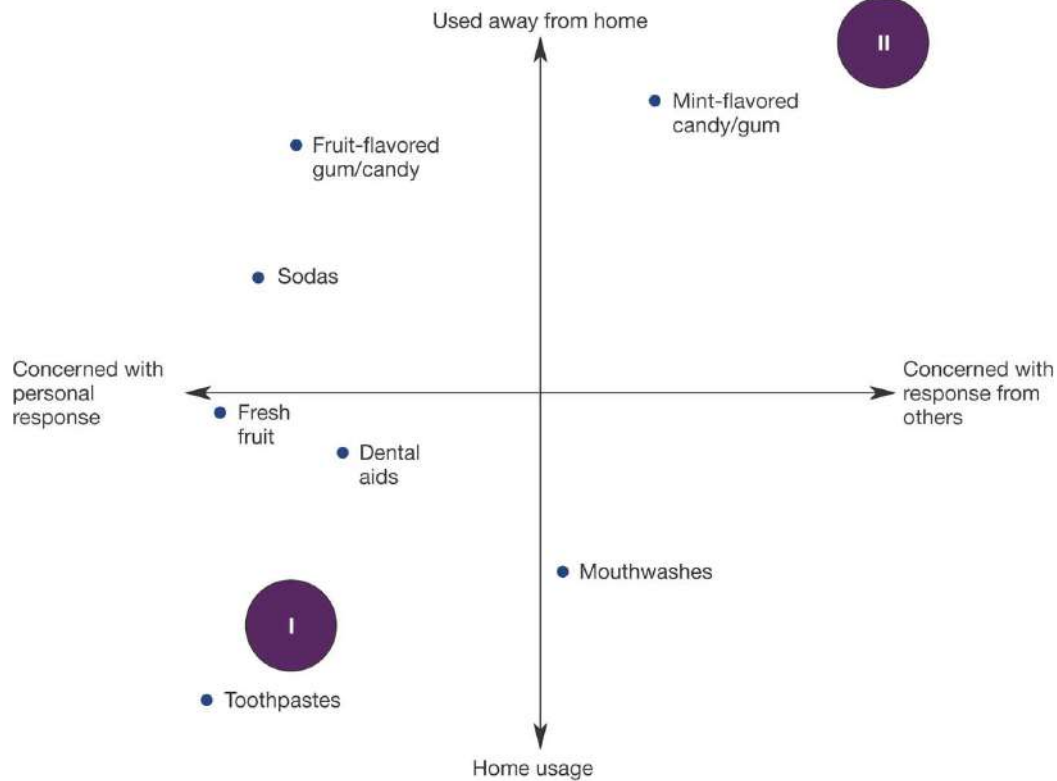 Used away from home
II
Mint-flavored
candy/gum
Fruit-flavored
gum/candy
Sodas
Concerned with
personal
response
Concerned with
response from
others
Fresh
fruit
Dental
aids
Mouthwashes
I
Toothpastes
Home usage